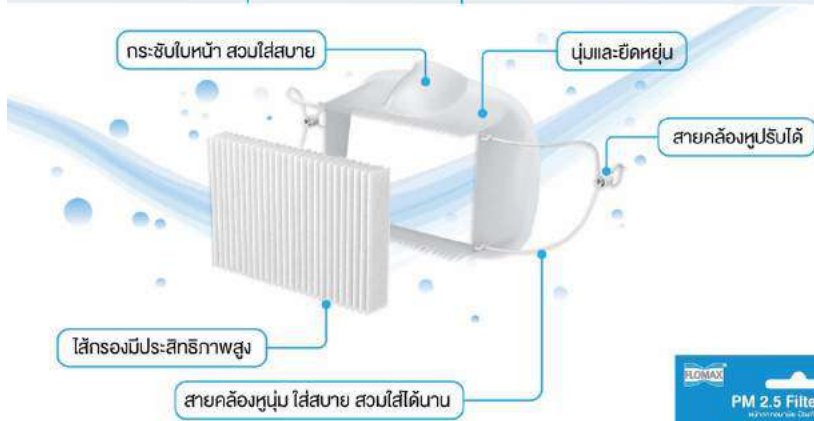 กระชับใบหน้า สวมใส่สบาย
นุ่มและยืดหยุ่น
สายคล้องหูปรับได้
ไส้กรองมีประสิทธิภาพสูง
สายคล้องหูนุ่ม ใส่สบาย สวมใส่ได้นาน
FLOMAX
PM 2.5